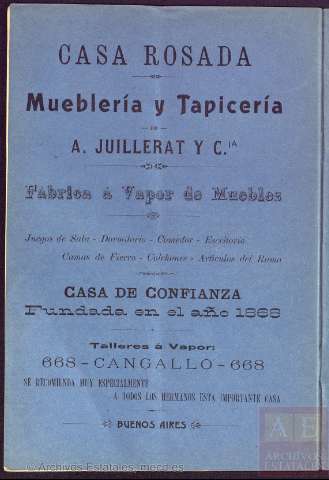 CASA ROSADA
Mueblería y Tapicería
DE
A. JUILLERAT Y C.IA
Fábrica á Vapor de Muebles
Juegos de Sala - Dormitorio - Comedor - Escritorio
Camas de Fierro - Colchones - Artículos del Ramo
CASA DE CONFIANZA
Fundada en el año 1868
Talleres á Vapor:
668 - CANGALLO - 668
SE RECOMIENDA MUY ESPECIALMENTE
A TODOS LOS HERMANOS ESTA IMPORTANTE CASA
BUENOS AIRES
AE
ARCHIVOS
ESTATALES
© Archivos Estatales, mecd.es